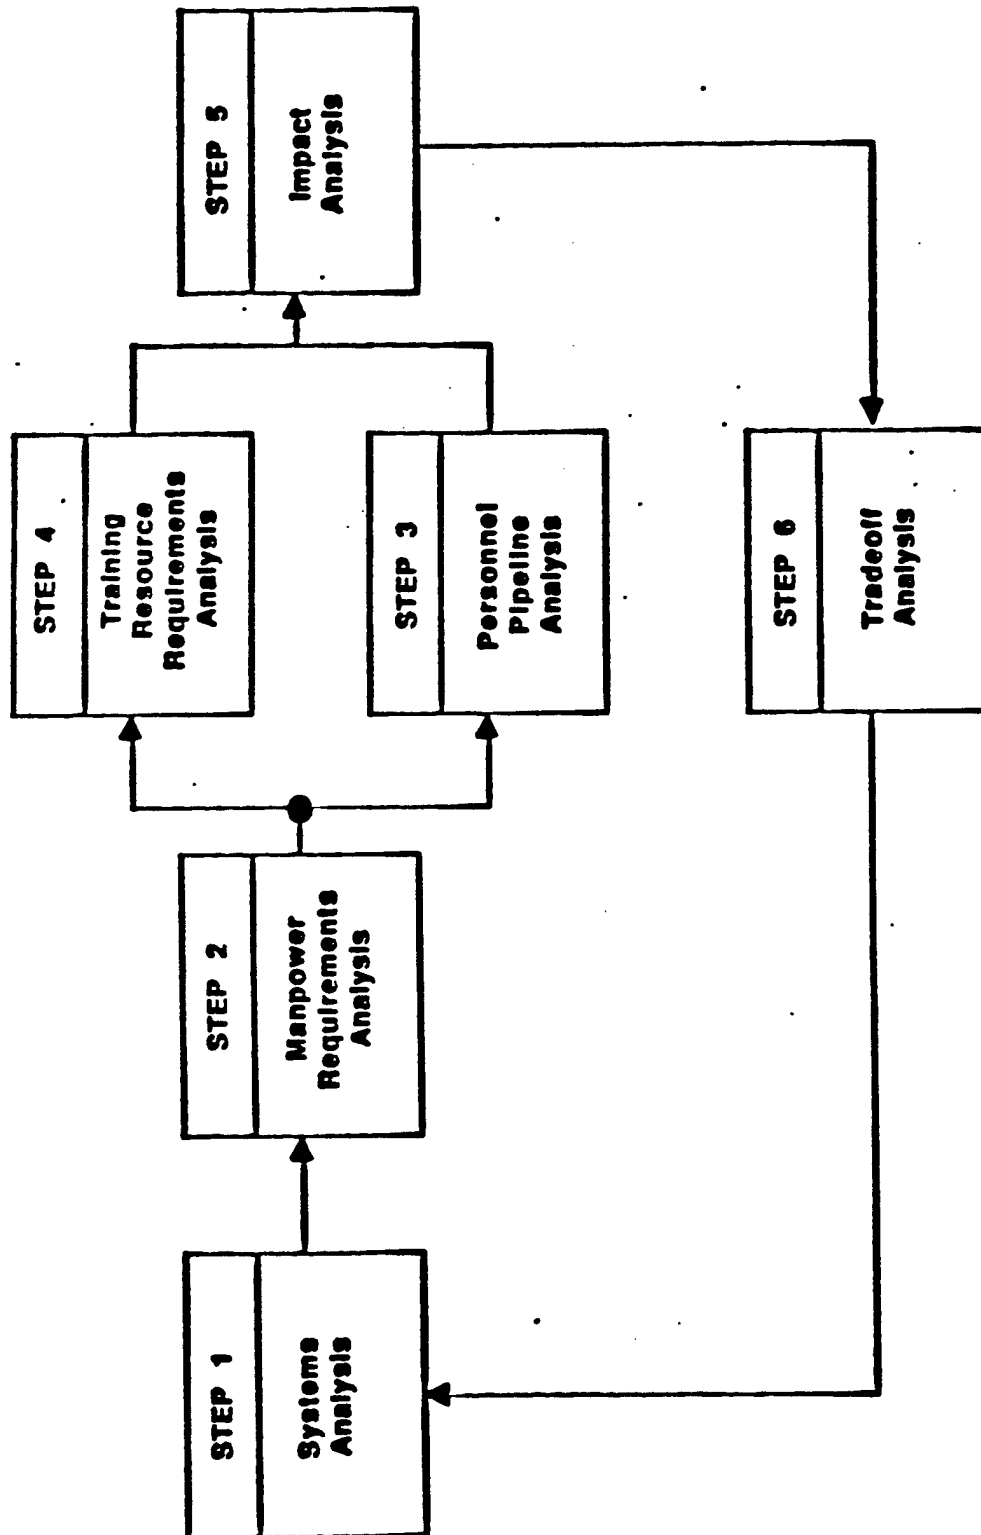 STEP 1
Systems
Analysis
STEP 2
Manpower
Requirements
Analysis
STEP 4
Training
Resource
Requirements
Analysis
STEP 3
Personnel
Pipeline
Analysis
STEP 5
Impact
Analysis
STEP 6
Tradeoff
Analysis